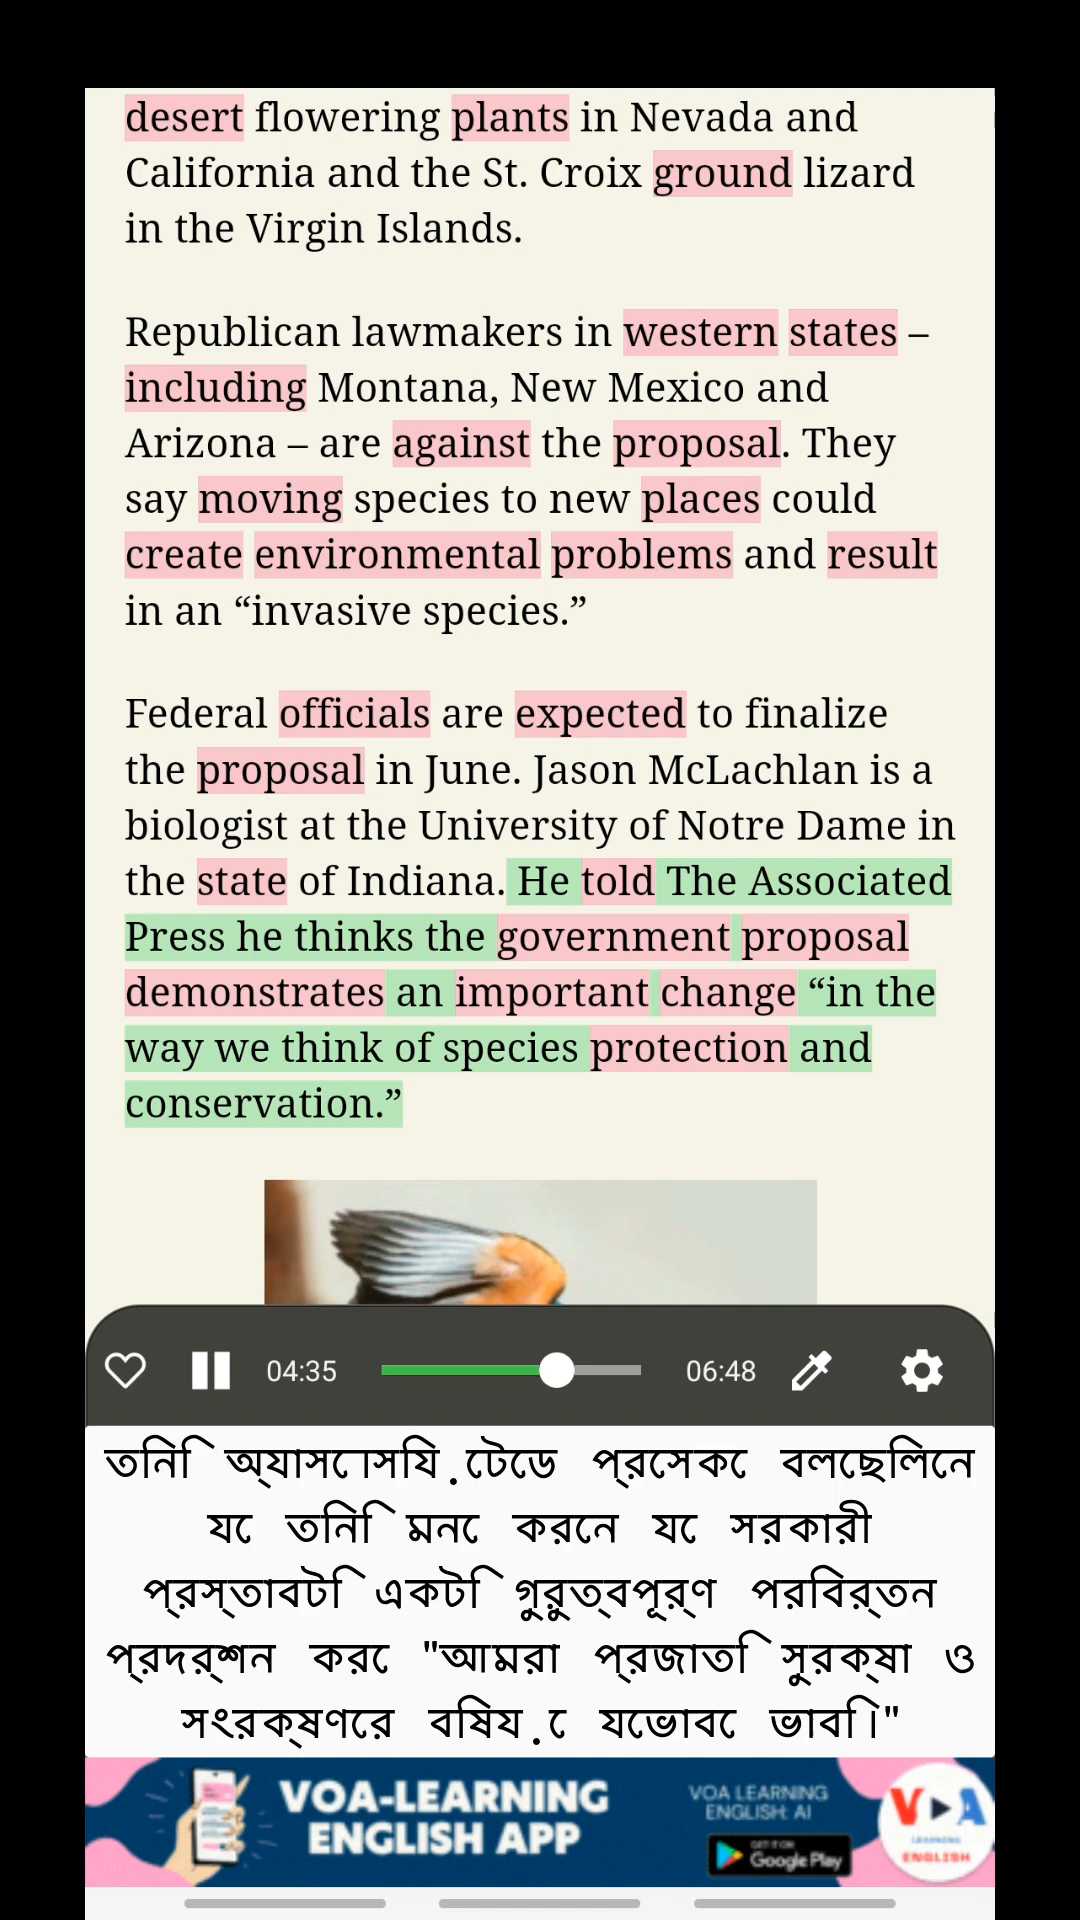 desert flowering plants in Nevada and
California and the St. Croix ground lizard
in the Virgin Islands.
Republican lawmakers in western states –
including Montana, New Mexico and
Arizona – are against the proposal. They
say moving species to new places could
create environmental problems and result
in an “invasive species.”
Federal officials are expected to finalize
the proposal in June. Jason McLachlan is a
biologist at the University of Notre Dame in
the state of Indiana. He told The Associated
Press he thinks the government proposal
demonstrates an important change “in the
way we think of species protection and
conservation.”
04:35 06:48
তিনি অ্যাসোসিয়েটেড প্রেসকে বলেছিলেন
যে তিনি মনে করেন যে সরকারী
প্রস্তাবটি একটি গুরুত্বপূর্ণ পরিবর্তন
প্রদর্শন করে "আমরা প্রজাতি সুরক্ষা ও
সংরক্ষণের বিষয়ে যেভাবে ভাবি।"
VOA-LEARNING
ENGLISH APP
VOA LEARNING
ENGLISH: AI
GET IT ON
Google Play
VOA
LEARNING
ENGLISH